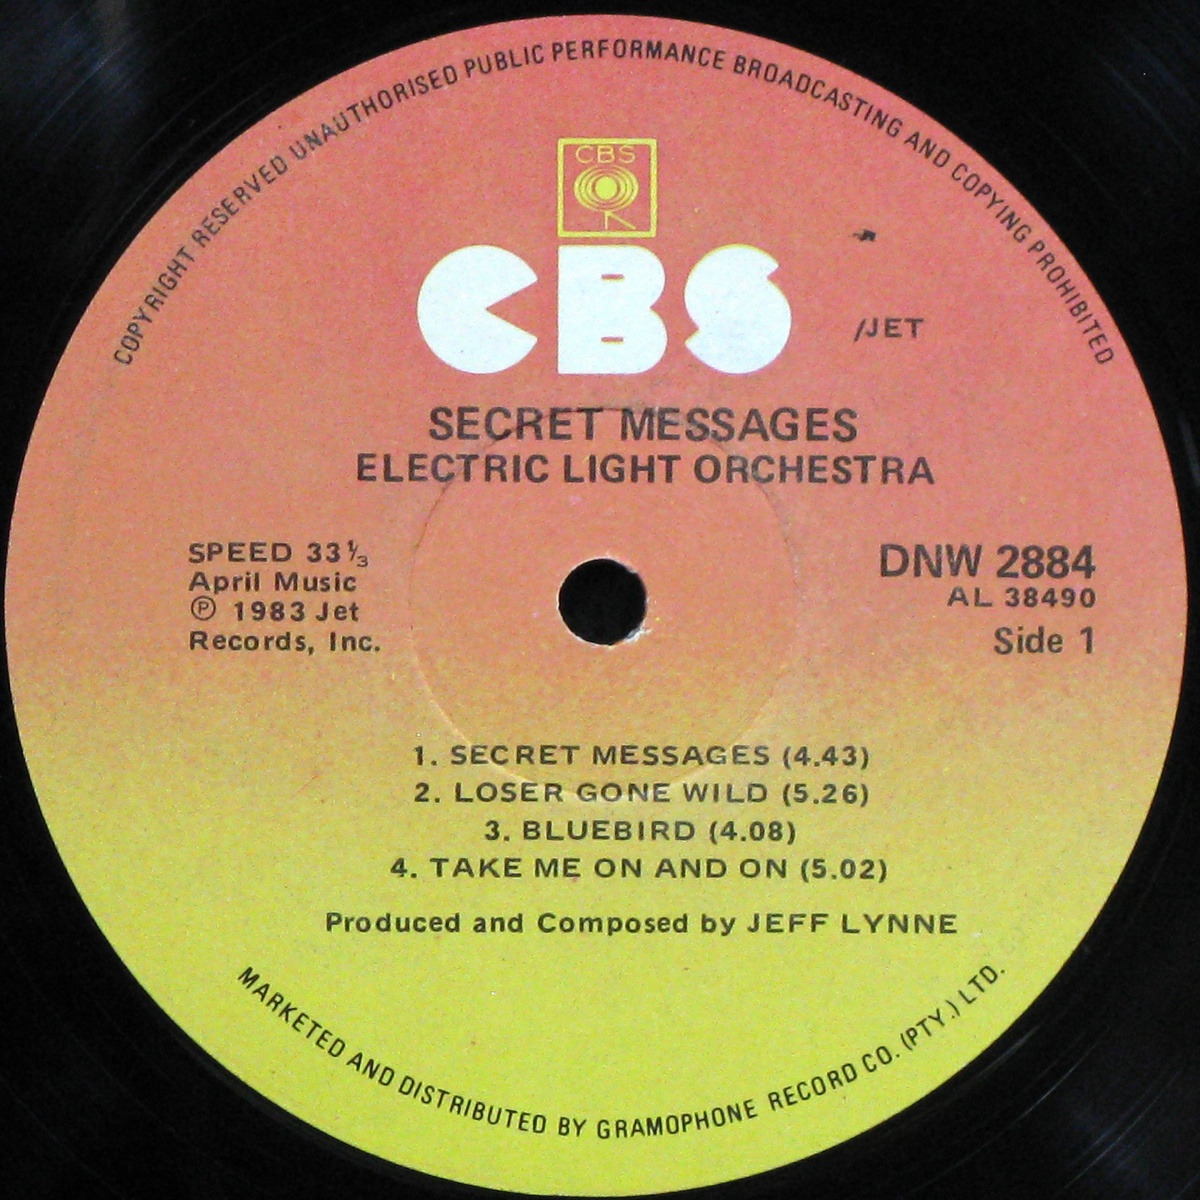 COPYRIGHT RESERVED UNAUTHORISED PUBLIC PERFORMANCE BROADCASTING AND COPYING PROHIBITED
CBS
CBS
/JET
SECRET MESSAGES
ELECTRIC LIGHT ORCHESTRA
SPEED 33⅓
April Music
℗ 1983 Jet
Records, Inc.
DNW 2884
AL 38490
Side 1
1. SECRET MESSAGES (4.43)
2. LOSER GONE WILD (5.26)
3. BLUEBIRD (4.08)
4. TAKE ME ON AND ON (5.02)
Produced and Composed by JEFF LYNNE
MARKETED AND DISTRIBUTED BY GRAMOPHONE RECORD CO. (PTY.) LTD.